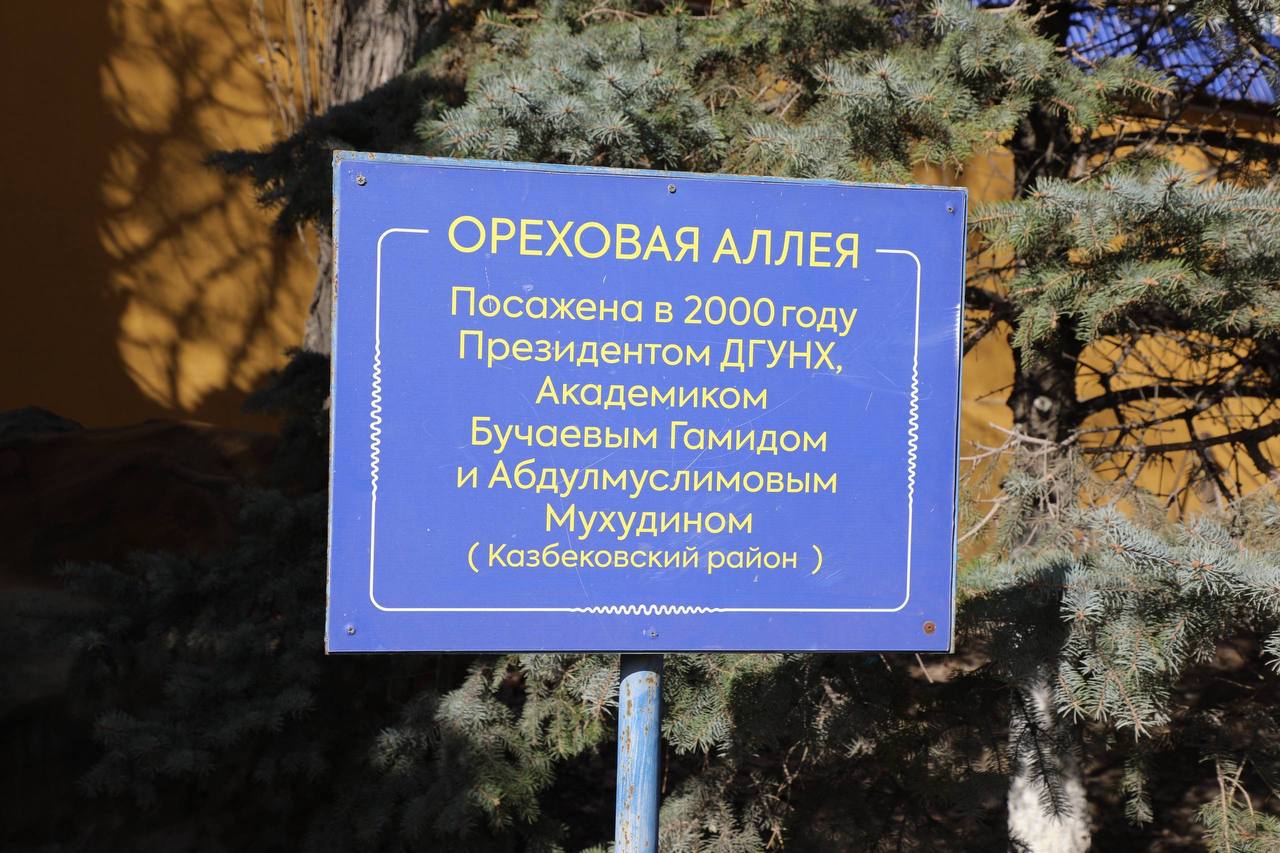 ОРЕХОВАЯ АЛЛЕЯ
Посажена в 2000 году
Президентом ДГУНХ,
Академиком
Бучаевым Гамидом
и Абдулмуслимовым
Мухудином
( Казбековский район )